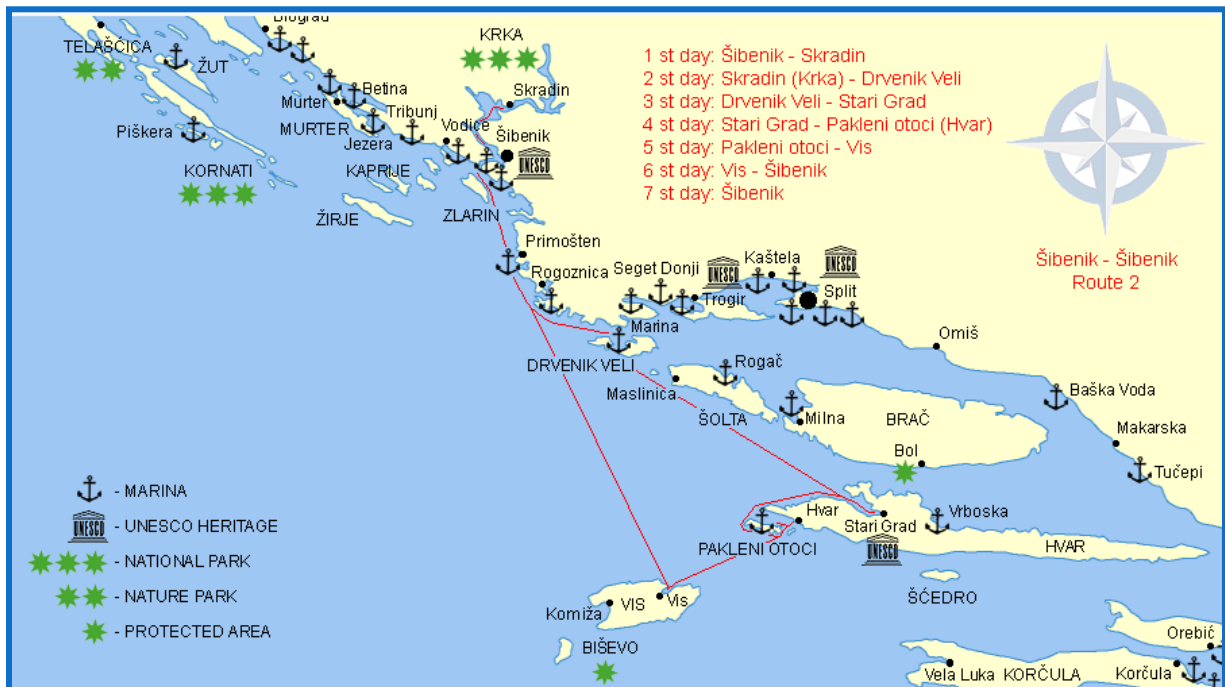 Biograd
TELAŠĆICA
ŽUT
KRKA
Skradin
Betina
Murter
Tribunj
MURTER
Vodice
Jezera
Šibenik
UNESCO
Piškera
KORNATI
KAPRIJE
ŽIRJE
ZLARIN
1 st day: Šibenik - Skradin
2 st day: Skradin (Krka) - Drvenik Veli
3 st day: Drvenik Veli - Stari Grad
4 st day: Stari Grad - Pakleni otoci (Hvar)
5 st day: Pakleni otoci - Vis
6 st day: Vis - Šibenik
7 st day: Šibenik
Šibenik - Šibenik
Route 2
Primošten
Rogoznica
Seget Donji
UNESCO
Kaštela
UNESCO
Trogir
Split
Marina
DRVENIK VELI
Omiš
Rogač
Maslinica
ŠOLTA
Milna
BRAČ
Bol
Baška Voda
Makarska
Tučepi
Hvar
Stari Grad
Vrboska
PAKLENI OTOCI
UNESCO
HVAR
ŠĆEDRO
Komiža
VIS
Vis
BIŠEVO
Orebić
Vela Luka
KORČULA
Korčula
- MARINA
UNESCO
- UNESCO HERITAGE
- NATIONAL PARK
- NATURE PARK
- PROTECTED AREA